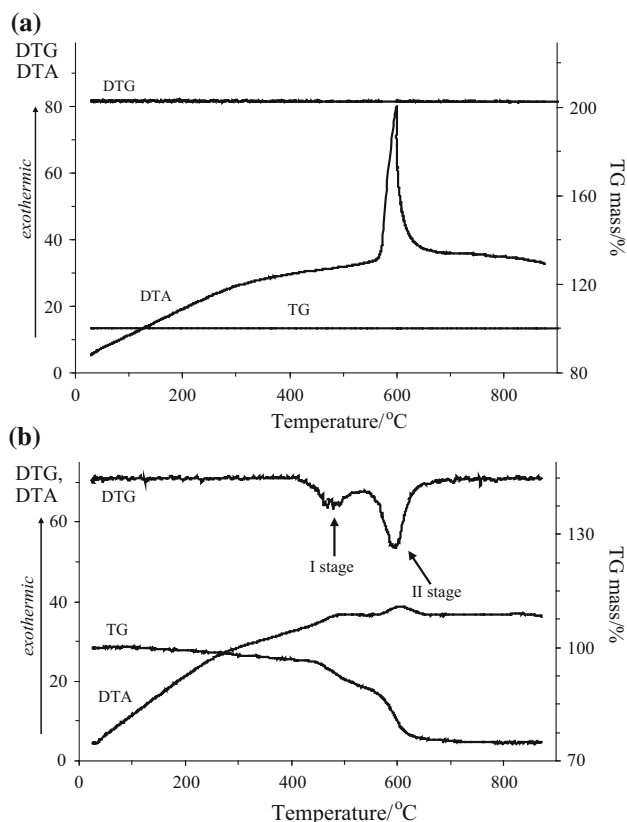 (a)
DTG
DTA
DTG
80
60
40
20
0
exothermic
200
160
120
80
TG mass/%
DTA
TG
0
200
400
600
800
Temperature/°C
(b)
DTG,
DTA
DTG
60
40
20
0
exothermic
135
100
70
TG mass/%
I stage
II stage
TG
DTA
0
200
400
600
800
Temperature/°C